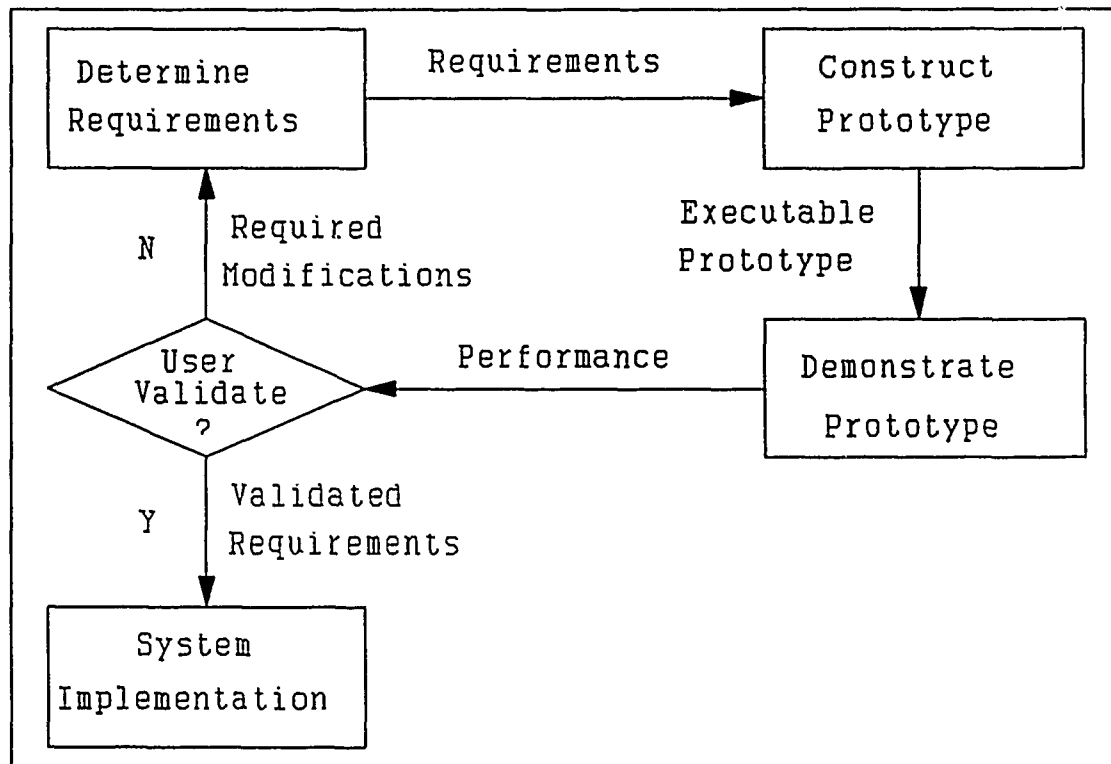 Determine
Requirements
Requirements
Construct
Prototype
Executable
Prototype
N
Required
Modifications
User
Validate
?
Performance
Demonstrate
Prototype
Y
Validated
Requirements
System
Implementation